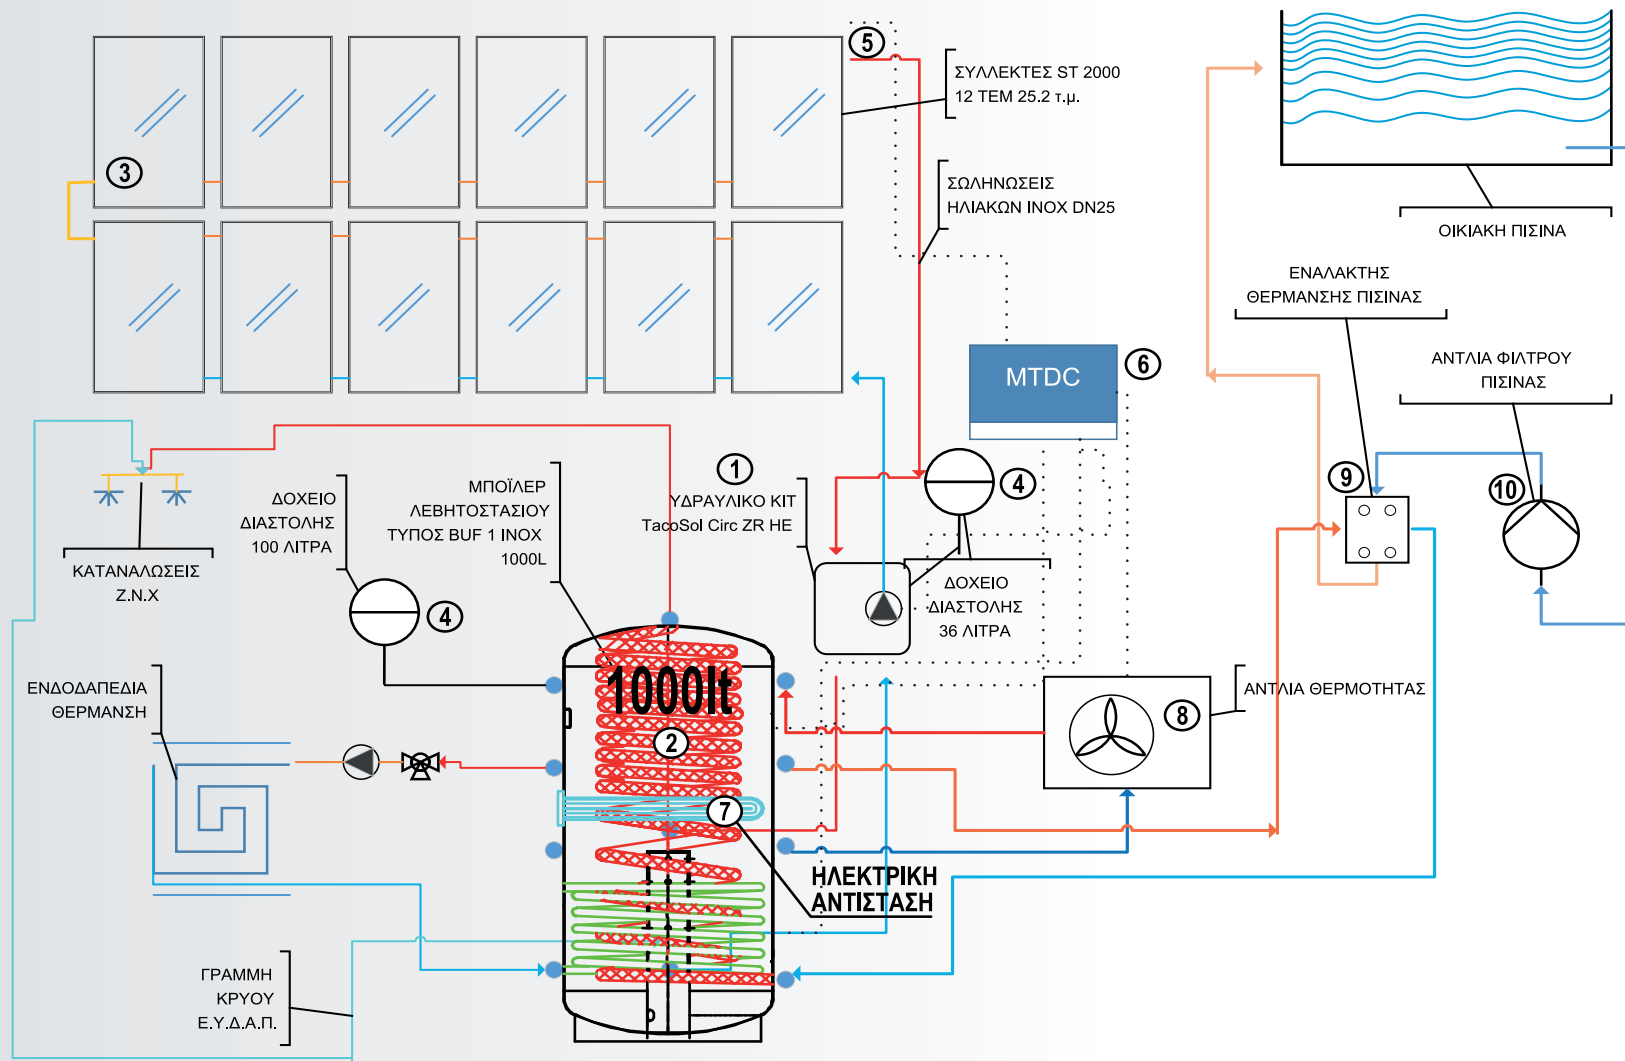 5
ΣΥΛΛΕΚΤΕΣ ST 2000
12 ΤΕΜ 25.2 τ.μ.
3
ΣΩΛΗΝΩΣΕΙΣ
ΗΛΙΑΚΩΝ INOX DN25
ΟΙΚΙΑΚΗ ΠΙΣΙΝΑ
ΕΝΑΛΑΚΤΗΣ
ΘΕΡΜΑΝΣΗΣ ΠΙΣΙΝΑΣ
MTDC
6
ΑΝΤΛΙΑ ΦΙΛΤΡΟΥ
ΠΙΣΙΝΑΣ
1
ΥΔΡΑΥΛΙΚΟ ΚΙΤ
TacoSol Circ ZR HE
4
9
10
ΔΟΧΕΙΟ
ΔΙΑΣΤΟΛΗΣ
100 ΛΙΤΡΑ
ΜΠΟΪΛΕΡ
ΛΕΒΗΤΟΣΤΑΣΙΟΥ
ΤΥΠΟΣ BUF 1 INOX
1000L
ΚΑΤΑΝΑΛΩΣΕΙΣ
Ζ.Ν.Χ
4
ΔΟΧΕΙΟ
ΔΙΑΣΤΟΛΗΣ
36 ΛΙΤΡΑ
ΕΝΔΟΔΑΠΕΔΙΑ
ΘΕΡΜΑΝΣΗ
1000lt
2
8
ΑΝΤΛΙΑ ΘΕΡΜΟΤΗΤΑΣ
7
ΗΛΕΚΤΡΙΚΗ
ΑΝΤΙΣΤΑΣΗ
ΓΡΑΜΜΗ
ΚΡΥΟΥ
Ε.Υ.Δ.Α.Π.